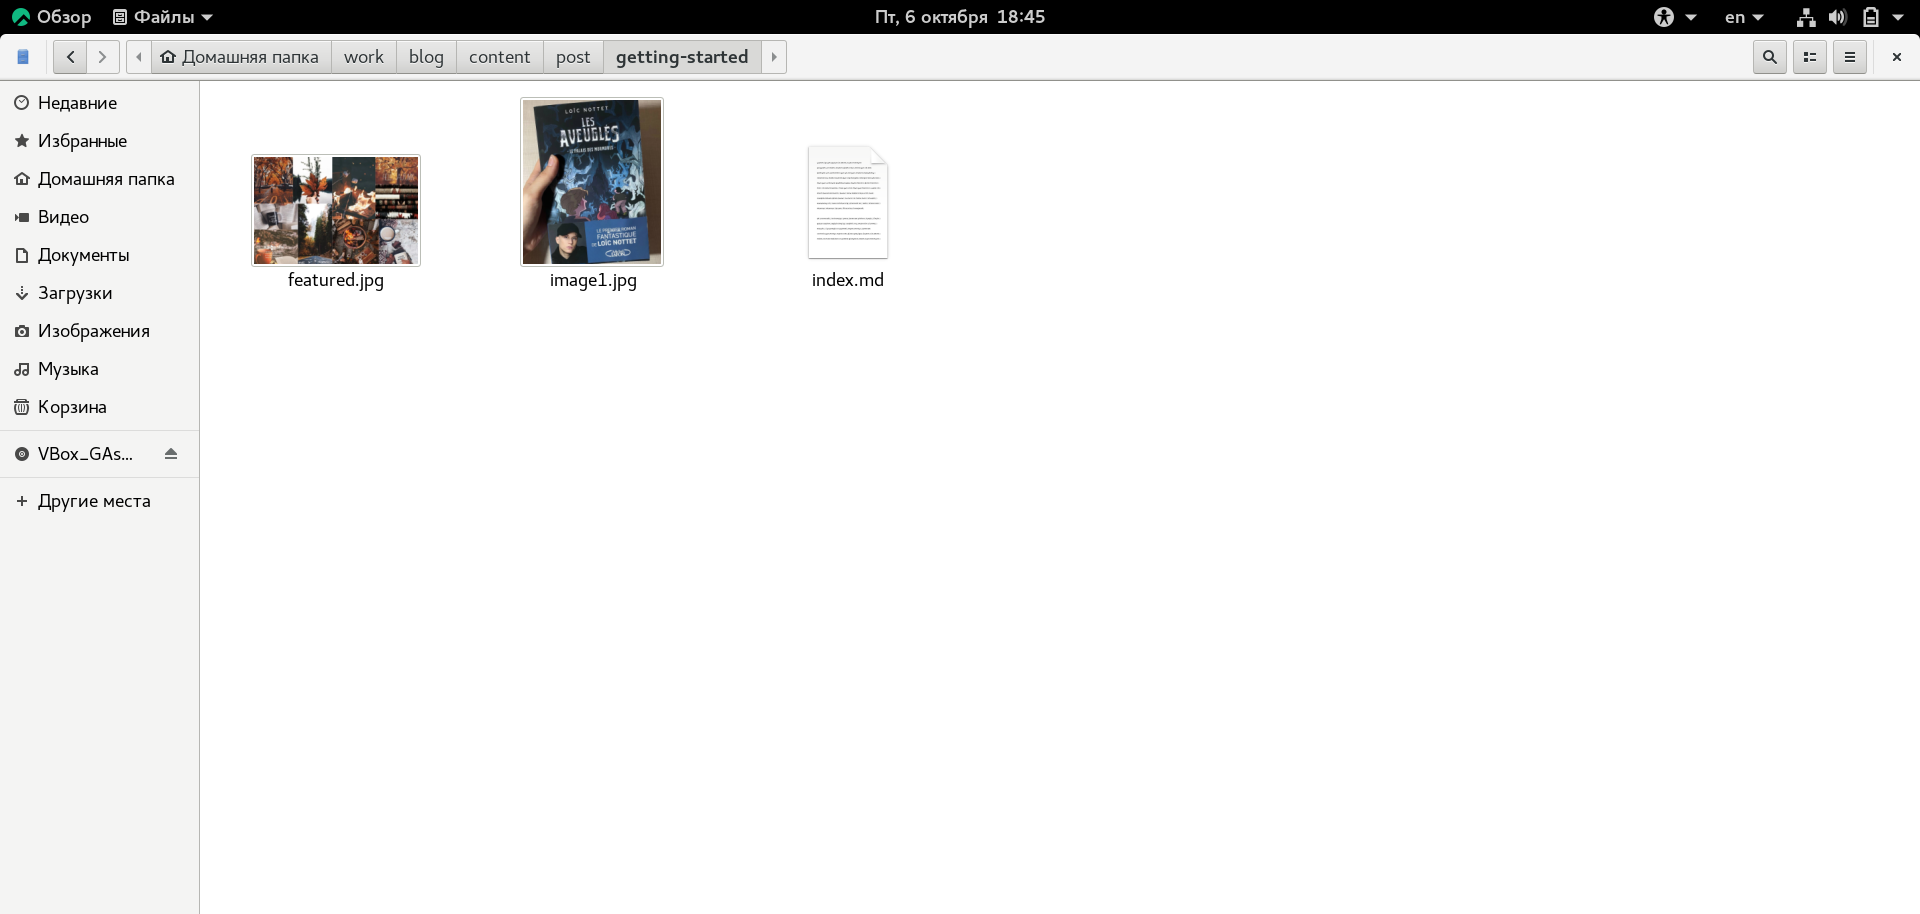 Обзор Файлы Пт, 6 октября 18:45 en
Домашняя папка work blog content post getting-started
Недавние
Избранные
Домашняя папка
Видео
Документы
Загрузки
Изображения
Музыка
Корзина
VBox_GAs...
Другие места
LOÏC NOTTET
LES
AVEUGLÉS
LE PREMIER ROMAN
FANTASTIQUE
DE LOÏC NOTTET
featured.jpg
image1.jpg
index.md